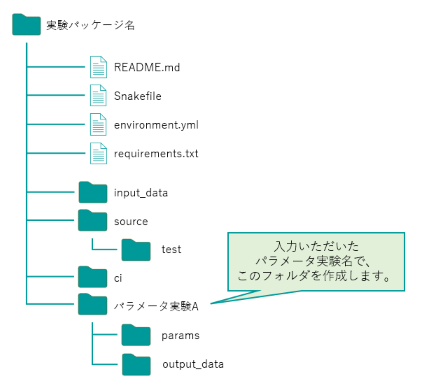 実験パッケージ名
README.md
Snakefile
environment.yml
requirements.txt
input_data
source
test
入力いただいた
パラメータ実験名で、
このフォルダを作成します。
ci
パラメータ実験A
params
output_data